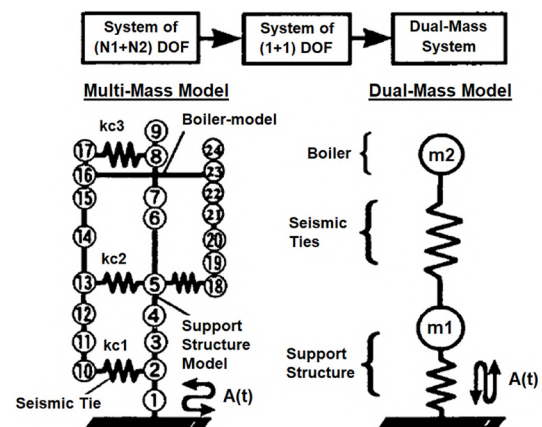 System of
(N1+N2) DOF
System of
(1+1) DOF
Dual-Mass
System
Multi-Mass Model
Dual-Mass Model
kc3
Boiler-model
9
8
17
16
15
14
13
12
11
10
7
6
5
4
3
2
1
24
23
22
21
20
19
18
kc2
kc1
Support
Structure
Model
Seismic Tie
A(t)
Boiler
m2
Seismic
Ties
m1
Support
Structure
A(t)